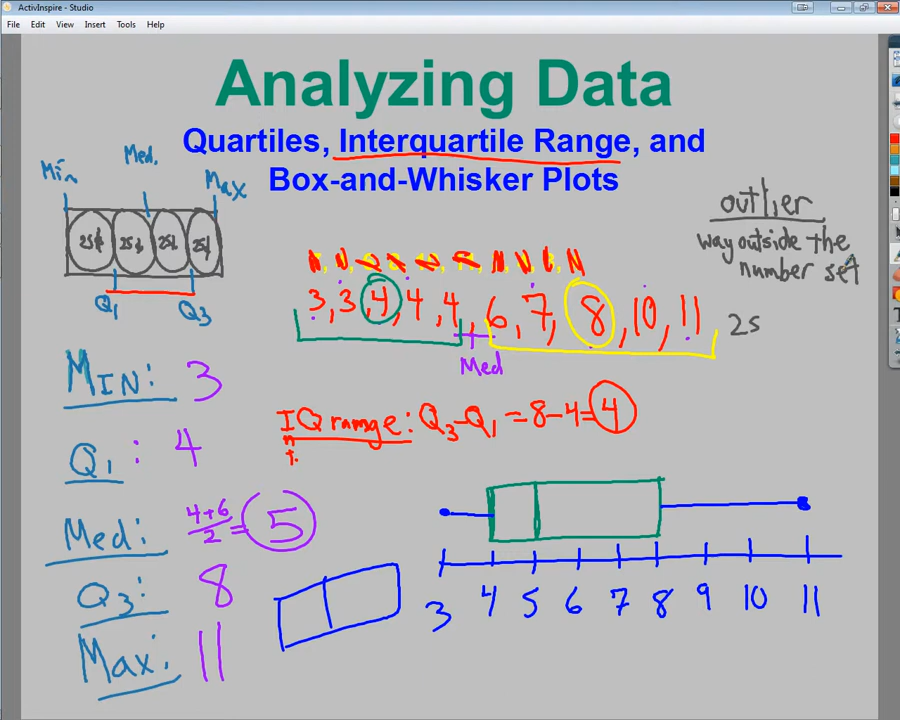 ActivInspire - Studio
File Edit View Insert Tools Help
Analyzing Data
Quartiles, Interquartile Range, and
Box-and-Whisker Plots
Min Med. Max
25% 25% 25% 25%
Q1 Q3
outlier
way outside the
number set
3, 3, 4, 4, 4, 6, 7, 8, 10, 11 25
Med
MIN: 3
IQ range: Q3-Q1 = 8-4= 4
Q1: 4
Med: 4+6/2 = 5
Q3: 8
Max: 11
3 4 5 6 7 8 9 10 11